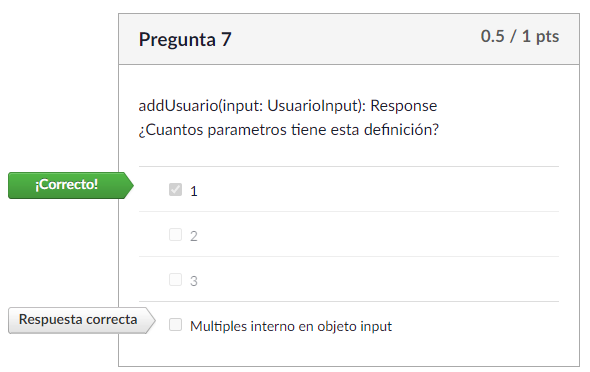 Pregunta 7
0.5 / 1 pts
addUsuario(input: UsuarioInput): Response
¿Cuantos parametros tiene esta definición?
¡Correcto!
1
2
3
Respuesta correcta
Multiples interno en objeto input